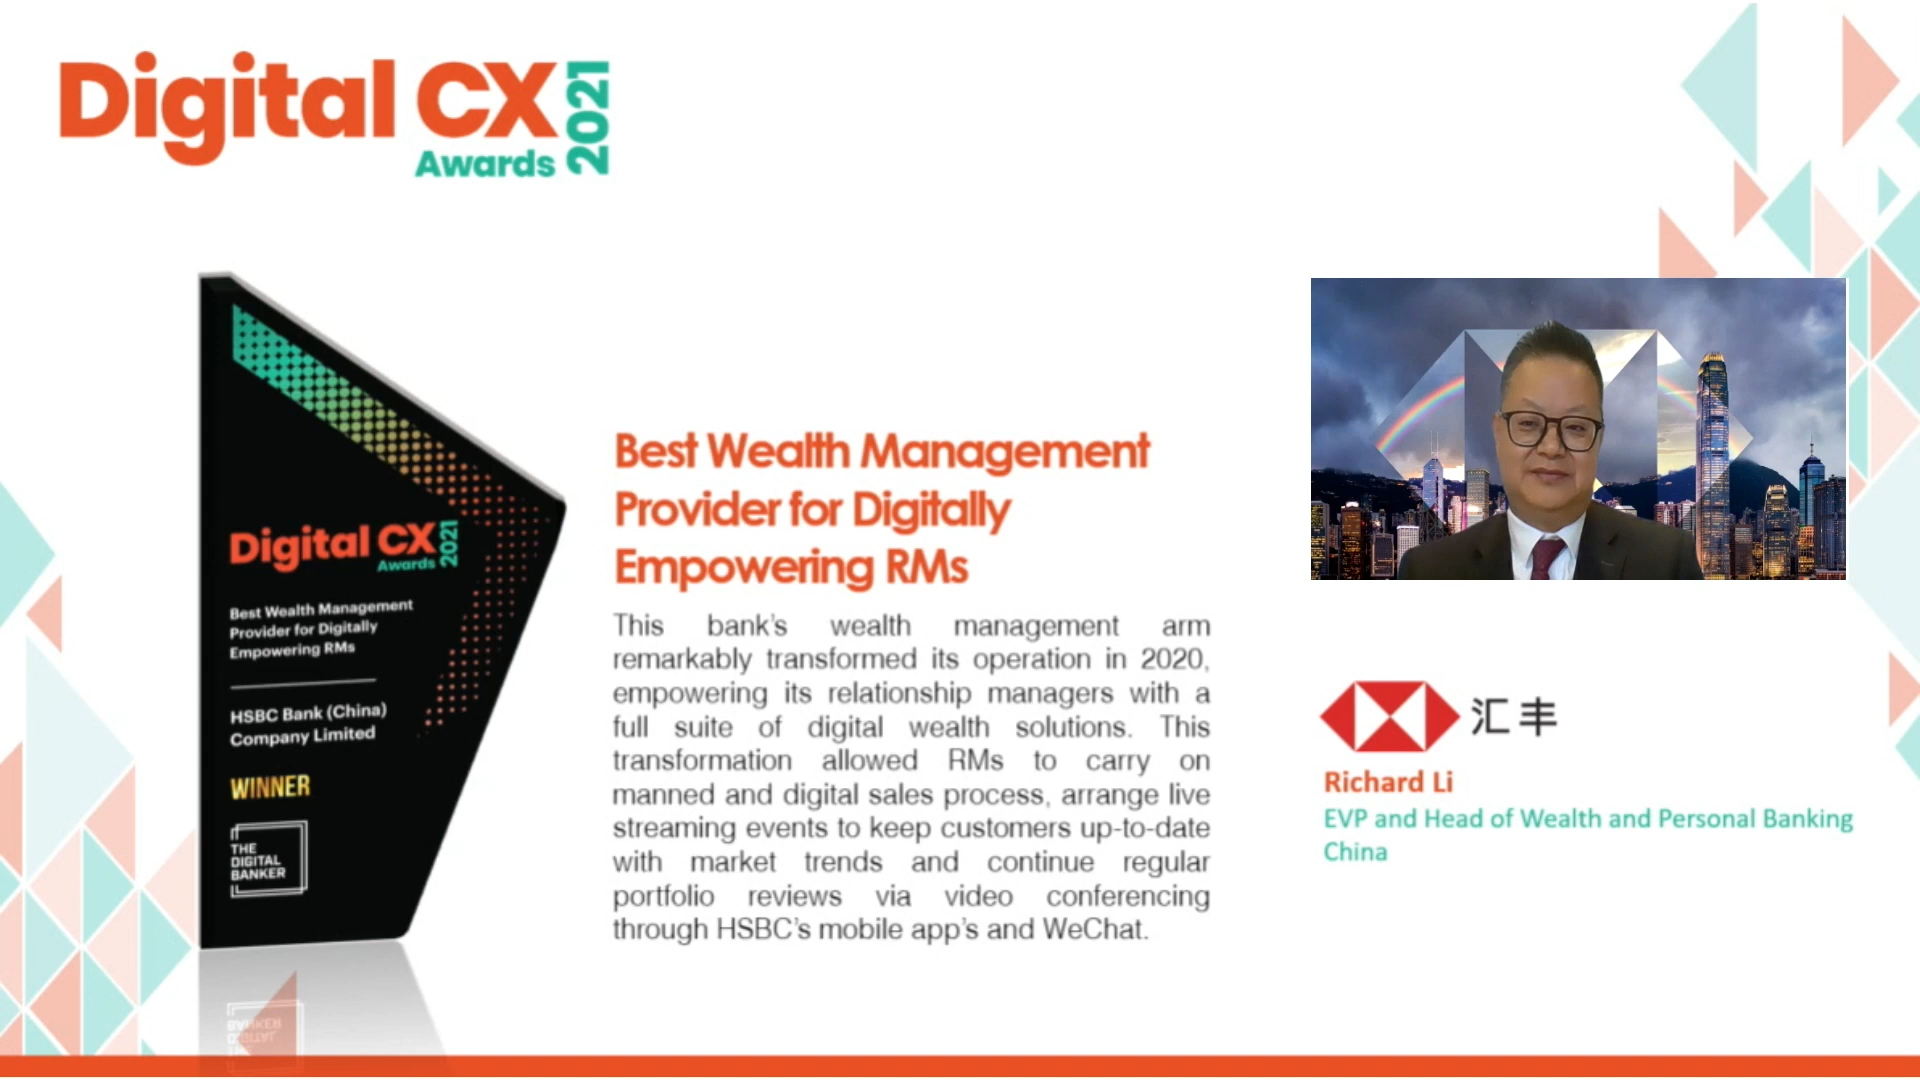 Digital CX
Awards
2021
Digital CX
Awards
2021
Best Wealth Management
Provider for Digitally
Empowering RMs
HSBC Bank (China)
Company Limited
WINNER
THE
DIGITAL
BANKER
Best Wealth Management
Provider for Digitally
Empowering RMs
This bank's wealth management arm
remarkably transformed its operation in 2020,
empowering its relationship managers with a
full suite of digital wealth solutions. This
transformation allowed RMs to carry on
manned and digital sales process, arrange live
streaming events to keep customers up-to-date
with market trends and continue regular
portfolio reviews via video conferencing
through HSBC's mobile app's and WeChat.
汇丰
Richard Li
EVP and Head of Wealth and Personal Banking
China